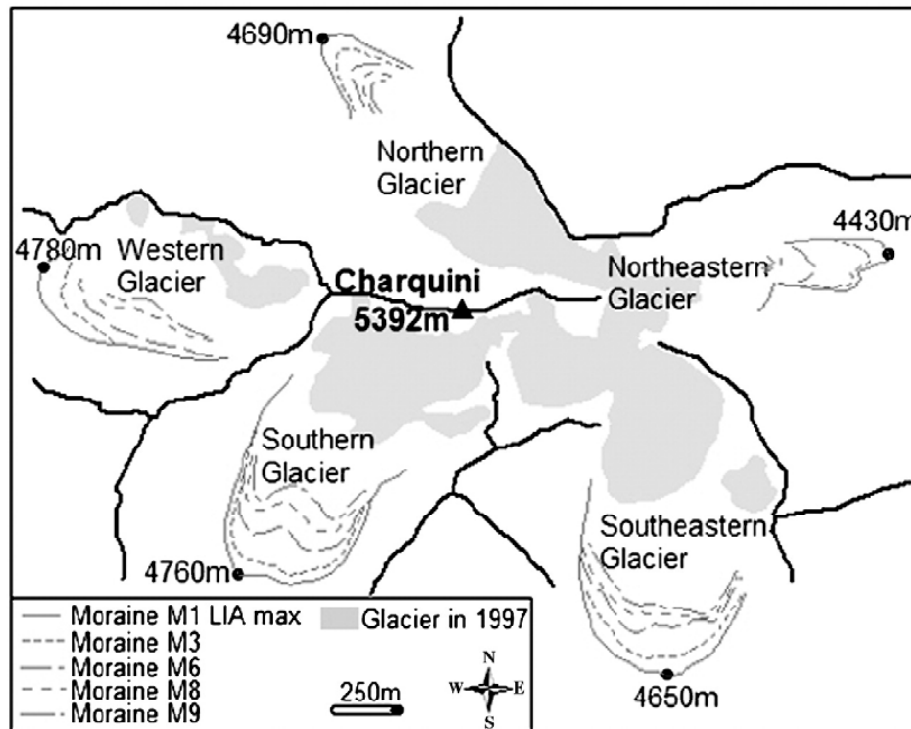 4690m
Northern
Glacier
4430m
4780m
Western
Glacier
Northeastern
Glacier
Charquini
5392m
Southern
Glacier
Southeastern
Glacier
4760m
4650m
Moraine M1 LIA max
Moraine M3
Moraine M6
Moraine M8
Moraine M9
Glacier in 1997
250m
N
W E
S